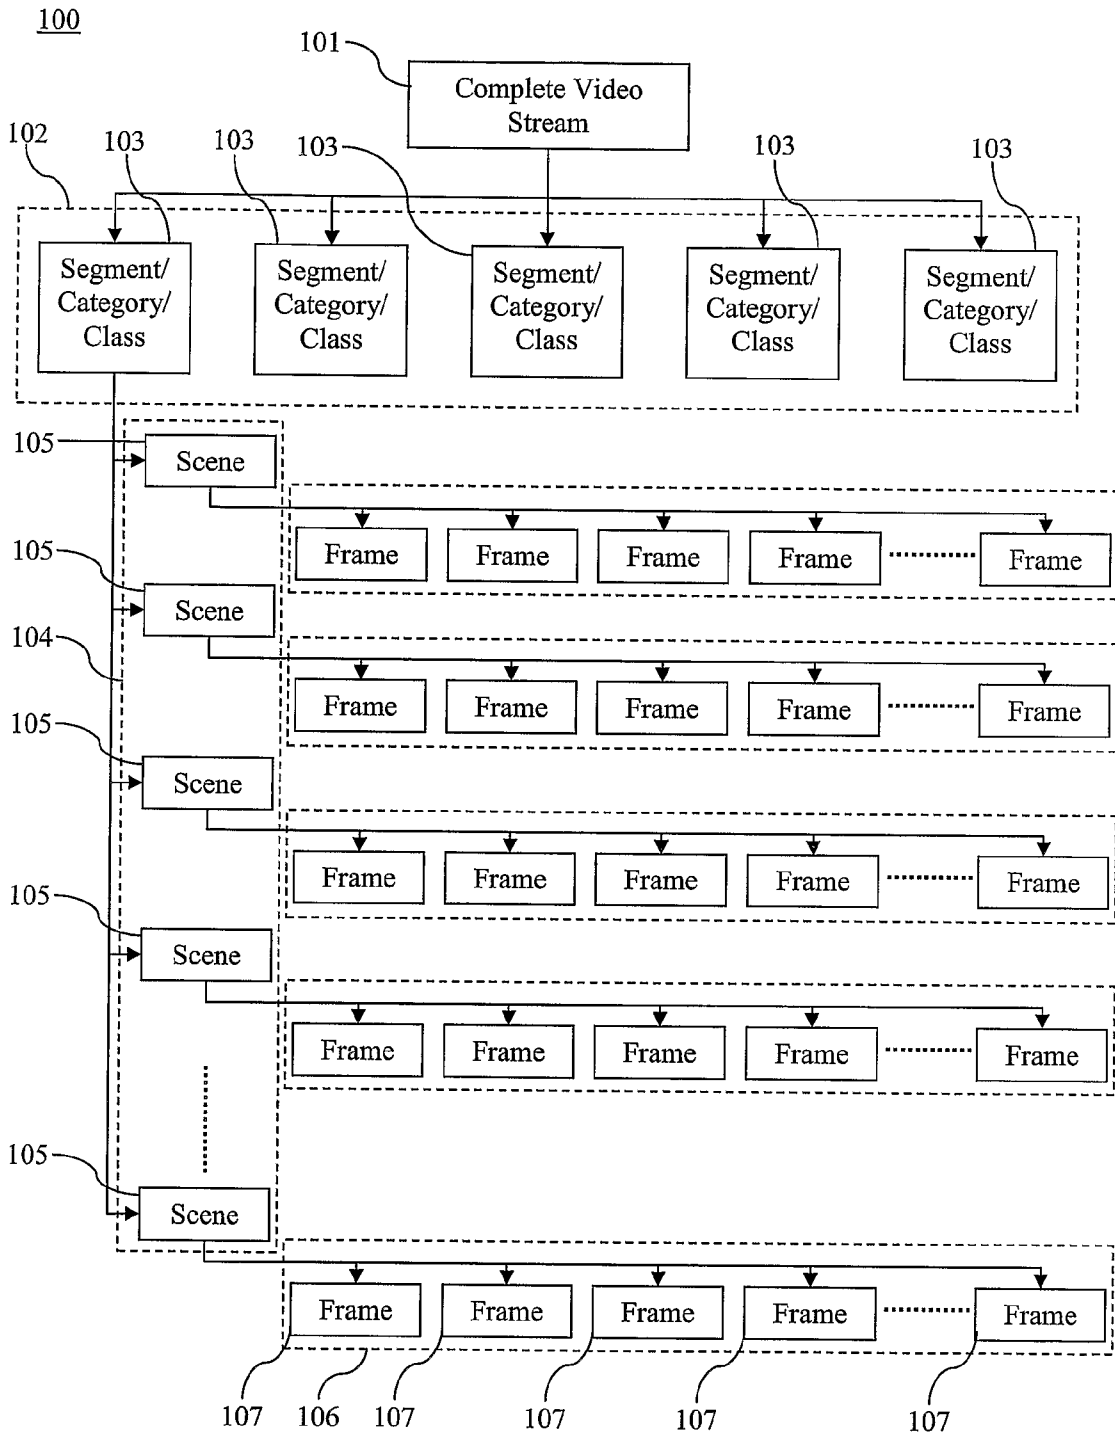 100
101
Complete Video
Stream
102
103
103
103
103
103
Segment/
Category/
Class
Segment/
Category/
Class
Segment/
Category/
Class
Segment/
Category/
Class
Segment/
Category/
Class
105
Scene
Frame
Frame
Frame
Frame
Frame
105
Scene
104
Frame
Frame
Frame
Frame
Frame
105
Scene
Frame
Frame
Frame
Frame
Frame
105
Scene
Frame
Frame
Frame
Frame
Frame
105
Scene
Frame
Frame
Frame
Frame
Frame
107
106
107
107
107
107